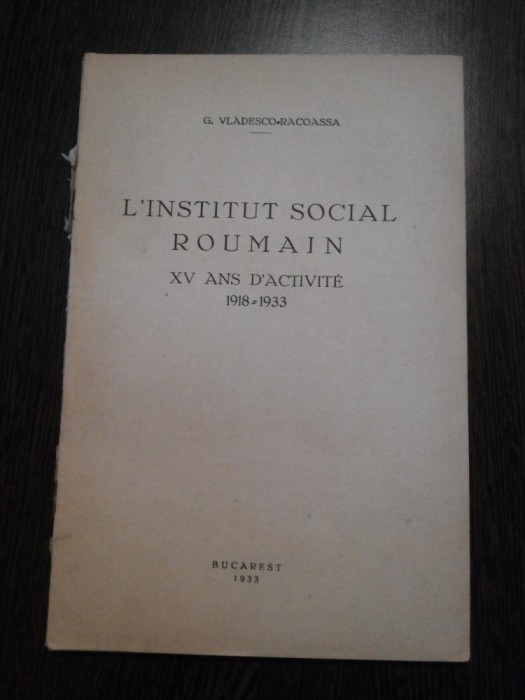 G. VLADESCO-RACOASSA
L'INSTITUT SOCIAL
ROUMAIN
XV ANS D'ACTIVITÉ
1918-1933
BUCAREST
1933